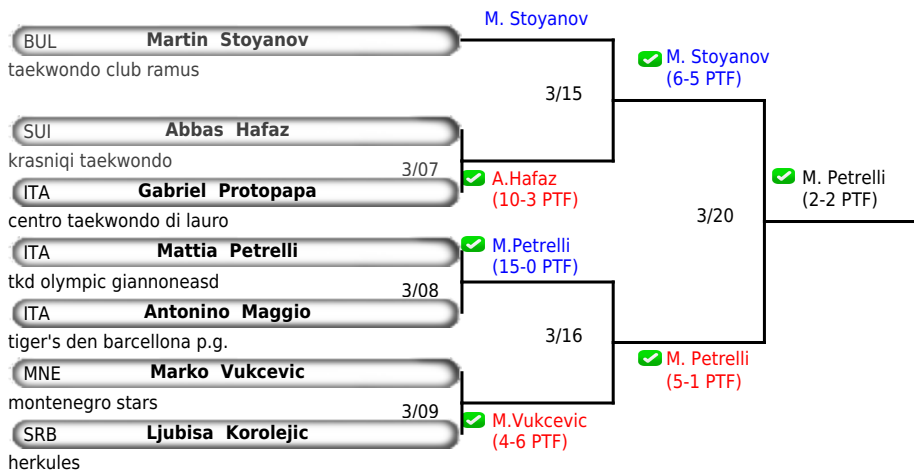 M. Stoyanov
BUL Martin Stoyanov
taekwondo club ramus
M. Stoyanov
(6-5 PTF)
3/15
SUI Abbas Hafaz
krasniqi taekwondo
3/07
A.Hafaz
(10-3 PTF)
ITA Gabriel Protopapa
centro taekwondo di lauro
M. Petrelli
(2-2 PTF)
3/20
ITA Mattia Petrelli
M.Petrelli
(15-0 PTF)
tkd olympic giannoneasd
3/08
ITA Antonino Maggio
tiger's den barcellona p.g.
3/16
MNE Marko Vukcevic
M. Petrelli
(5-1 PTF)
montenegro stars
3/09
M.Vukcevic
(4-6 PTF)
SRB Ljubisa Korolejic
herkules